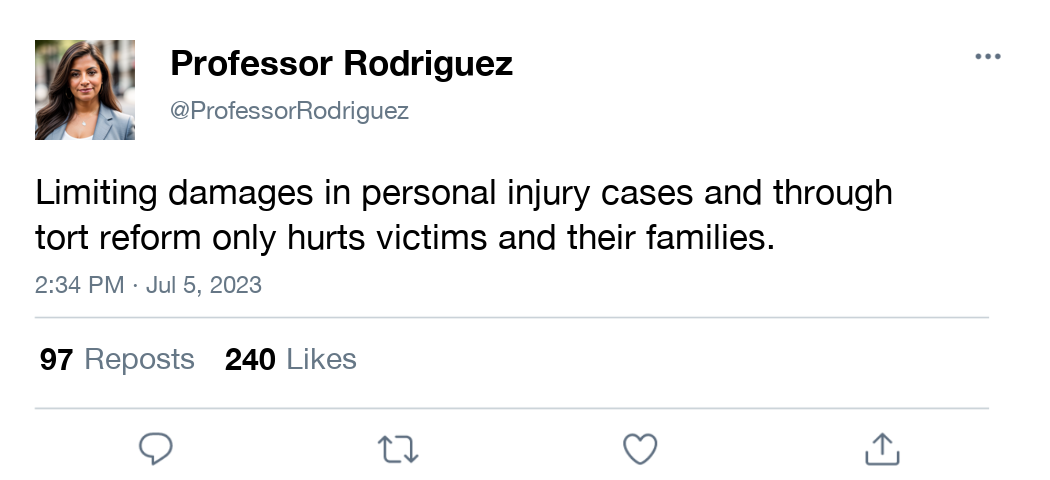 Professor Rodriguez
@ProfessorRodriguez
Limiting damages in personal injury cases and through
tort reform only hurts victims and their families.
2:34 PM · Jul 5, 2023
97 Reposts 240 Likes